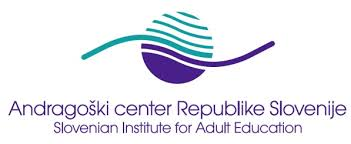 Andragoški center Republike Slovenije
Slovenian Institute for Adult Education